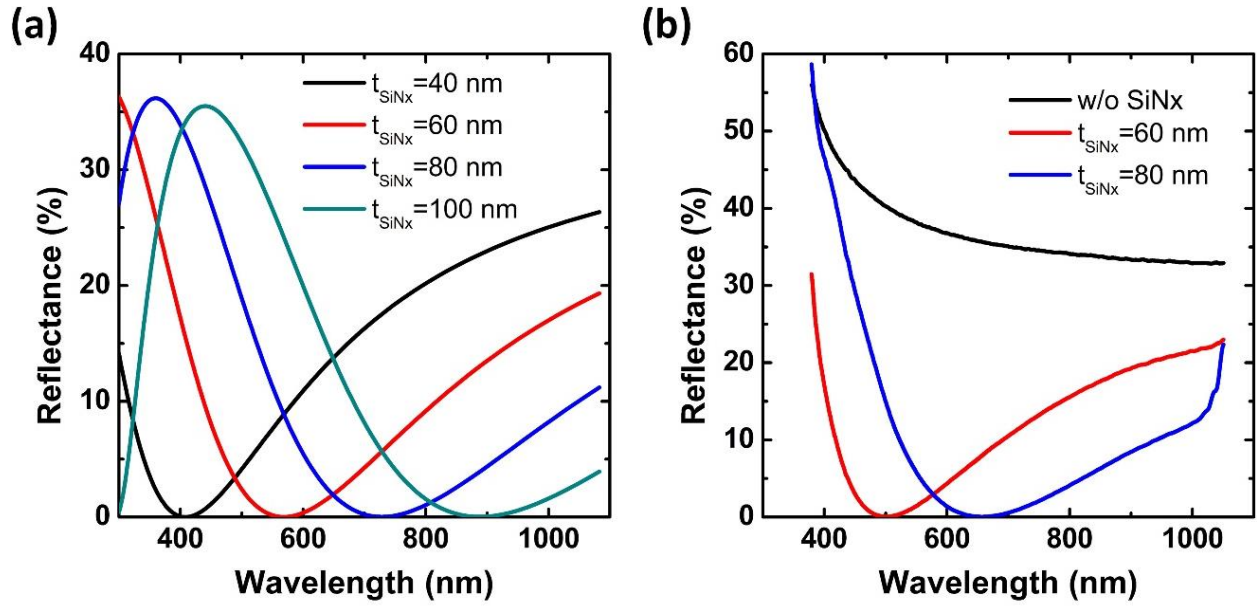 (a)
40
30
20
10
0
Reflectance (%)
t_SiNx=40 nm
t_SiNx=60 nm
t_SiNx=80 nm
t_SiNx=100 nm
400 600 800 1000
Wavelength (nm)
(b)
60
50
40
30
20
10
0
Reflectance (%)
w/o SiNx
t_SiNx=60 nm
t_SiNx=80 nm
400 600 800 1000
Wavelength (nm)